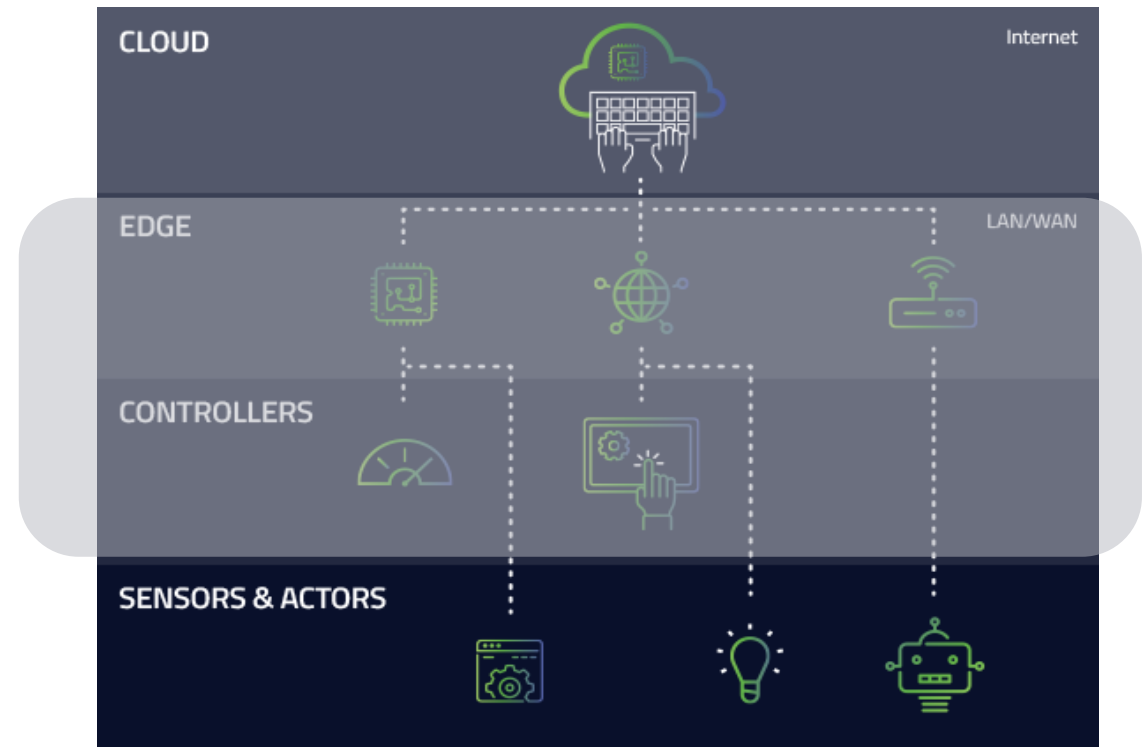 CLOUD
Internet
EDGE
LAN/WAN
CONTROLLERS
SENSORS & ACTORS